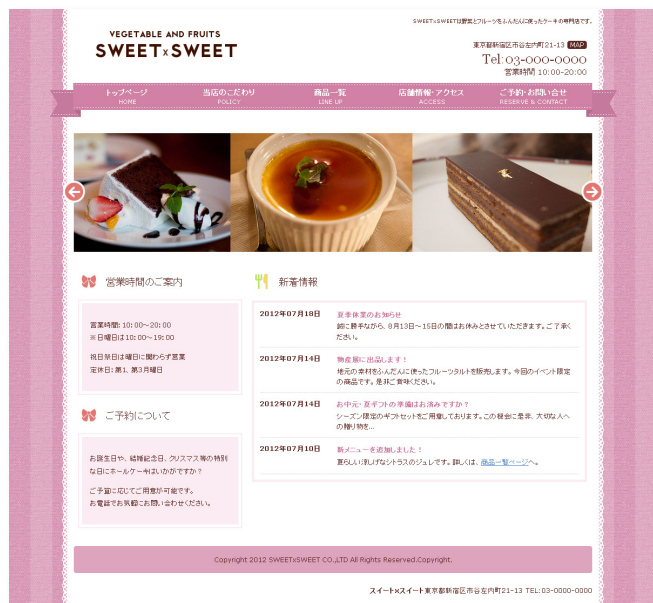 SWEET×SWEETは野菜とフルーツをふんだんに使ったケーキの専門店です。
VEGETABLE AND FRUITS
SWEET×SWEET
東京都新宿区市谷左内町21-13 MAP
Tel:03-000-0000
営業時間 10:00-20:00
トップページ 当店のこだわり 商品一覧 店舗情報・アクセス ご予約・お問い合せ
HOME POLICY LINE UP ACCESS RESERVE & CONTACT
営業時間のご案内
営業時間：10：00～20：00
※日曜日は10：00～19：00
祝日祭日は曜日に関わらず営業
定休日：第1、第3月曜日
ご予約について
お誕生日や、結婚記念日、クリスマス等の特別
な日にホールケーキはいかがですか？
ご予算に応じてご用意が可能です。
お電話でお気軽にお問い合わせください。
新着情報
2012年07月18日 夏季休業のお知らせ
誠に勝手ながら、8月13日～15日の間はお休みとさせていただきます。ご了承く
ださい。
2012年07月14日 物産展に出品します！
地元の素材をふんだんに使ったフルーツタルトを販売します。今回のイベント限定
の商品です。是非ご賞味ください。
2012年07月14日 お中元・夏ギフトの準備はお済みですか？
シーズン限定のギフトセットをご用意しております。この機会に是非、大切な人へ
の贈り物を...
2012年07月10日 新メニューを追加しました！
夏らしい涼しげなシトラスのジュレです。詳しくは、商品一覧ページへ。
Copyright 2012 SWEET×SWEET CO.,LTD All Rights Reserved.Copyright.
スイート×スイート東京都新宿区市谷左内町21-13 TEL:03-0000-0000